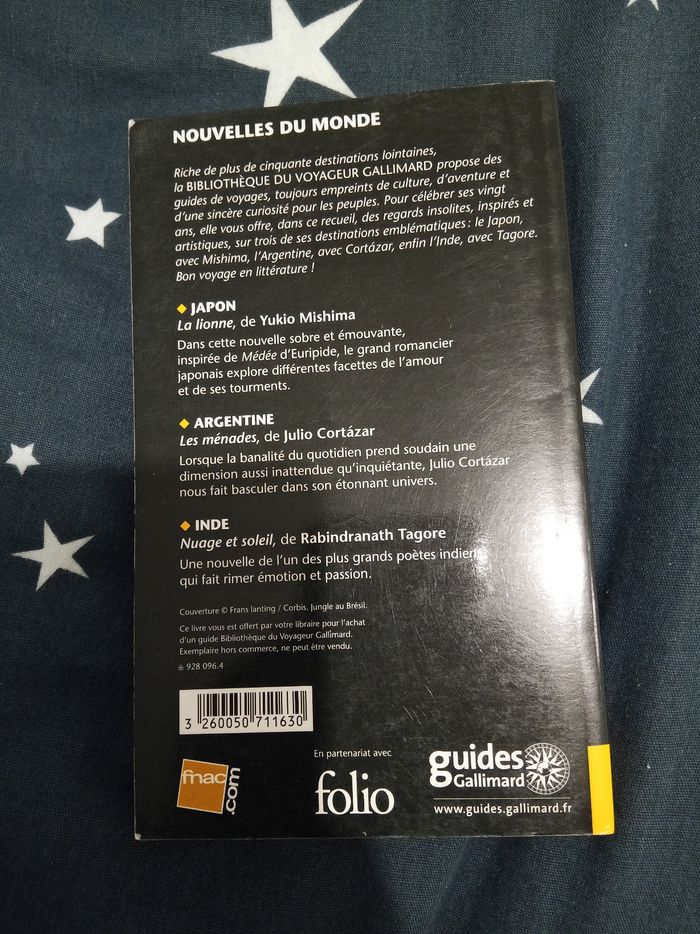 NOUVELLES DU MONDE
Riche de plus de cinquante destinations lointaines,
la BIBLIOTHÈQUE DU VOYAGEUR GALLIMARD propose des
guides de voyages, toujours empreints de culture, d'aventure et
d'une sincère curiosité pour les peuples. Pour célébrer ses vingt
ans, elle vous offre, dans ce recueil, des regards insolites, inspirés et
artistiques, sur trois de ses destinations emblématiques : le Japon,
avec Mishima, l'Argentine, avec Cortázar, enfin l'Inde, avec Tagore.
Bon voyage en littérature !
JAPON
La lionne, de Yukio Mishima
Dans cette nouvelle sobre et émouvante,
inspirée de Médée d'Euripide, le grand romancier
japonais explore différentes facettes de l'amour
et de ses tourments.
ARGENTINE
Les ménades, de Julio Cortázar
Lorsque la banalité du quotidien prend soudain une
dimension aussi inattendue qu'inquiétante, Julio Cortázar
nous fait basculer dans son étonnant univers.
INDE
Nuage et soleil, de Rabindranath Tagore
Une nouvelle de l'un des plus grands poètes indiens
qui fait rimer émotion et passion.
Couverture © Frans lanting / Corbis. Jungle au Brésil.
Ce livre vous est offert par votre libraire pour l'achat
d'un guide Bibliothèque du Voyageur Gallimard.
Exemplaire hors commerce, ne peut être vendu.
928 096.4
3 260050 711630
fnac.com
En partenariat avec
folio
guides
Gallimard
www.guides.gallimard.fr